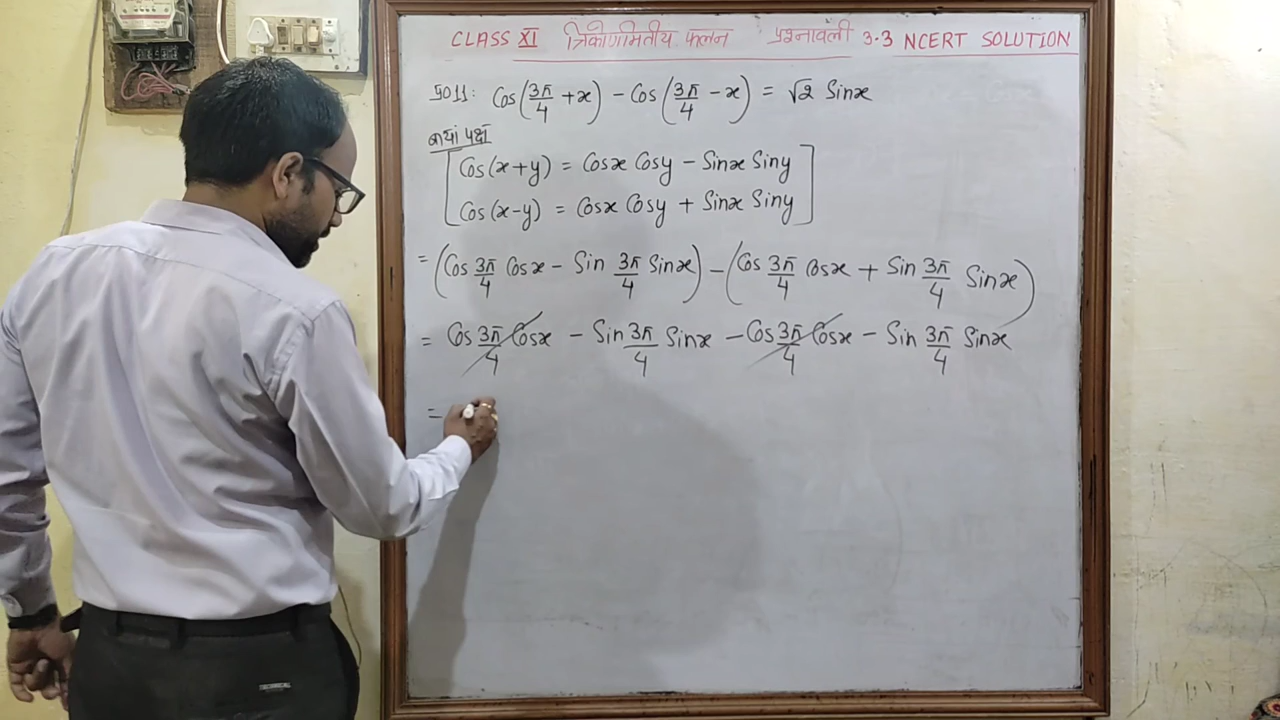 CLASS XI त्रिकोणमितीय फलन प्रश्नावली 3.3 NCERT SOLUTION
प्र011: Cos(3π/4 + x) - Cos(3π/4 - x) = √2 Sinx
बायां पक्ष
[Cos(x+y) = Cosx Cosy - Sinx Siny
Cos(x-y) = Cosx Cosy + Sinx Siny]
= (Cos 3π/4 Cosx - Sin 3π/4 Sinx) - (Cos 3π/4 Cosx + Sin 3π/4 Sinx)
= Cos 3π/4 Cosx - Sin 3π/4 Sinx - Cos 3π/4 Cosx - Sin 3π/4 Sinx
=